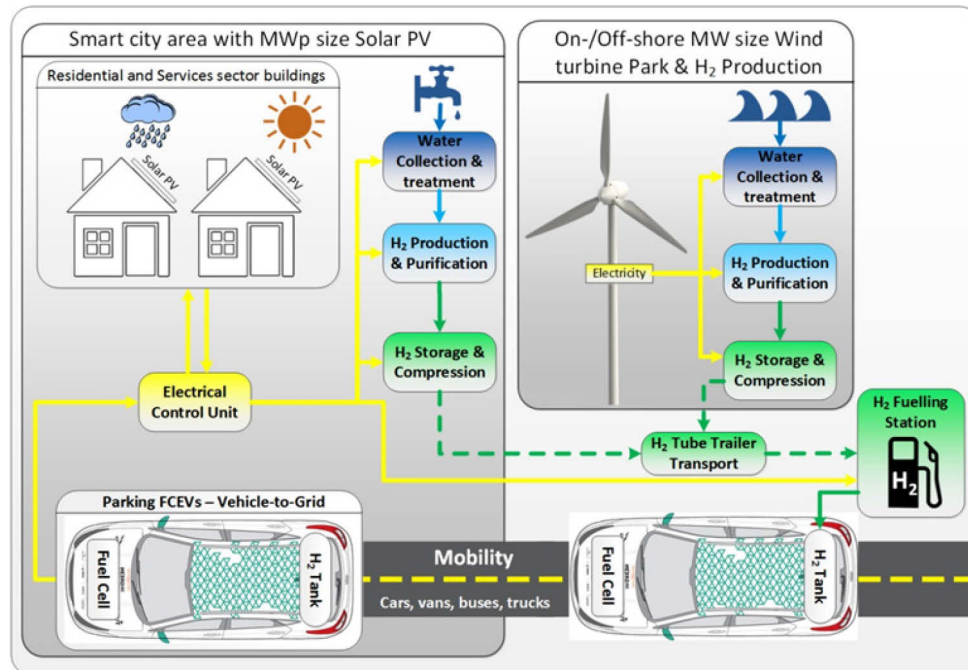 Smart city area with MWp size Solar PV
Residential and Services sector buildings
Solar PV
Solar PV
Water
Collection &
treatment
H₂ Production
& Purification
H₂ Storage &
Compression
Electrical
Control Unit
On-/Off-shore MW size Wind
turbine Park & H₂ Production
Water
Collection &
treatment
Electricity
H₂ Production
& Purification
H₂ Storage &
Compression
H₂ Tube Trailer
Transport
H₂ Fuelling
Station
H₂
Parking FCEVs – Vehicle-to-Grid
Fuel Cell
H₂ Tank
Mobility
Cars, vans, buses, trucks
Fuel Cell
H₂ Tank